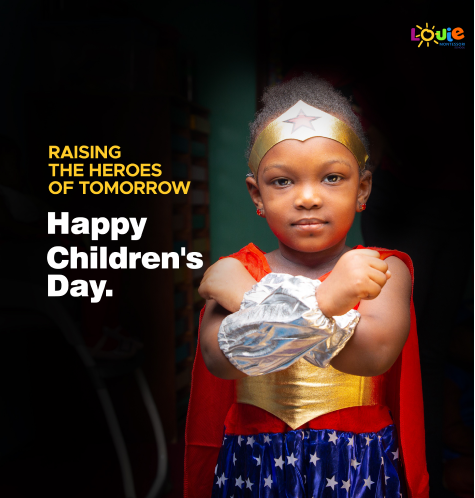 Louie
RAISING
THE HEROES
OF TOMORROW
Happy
Children's
Day.